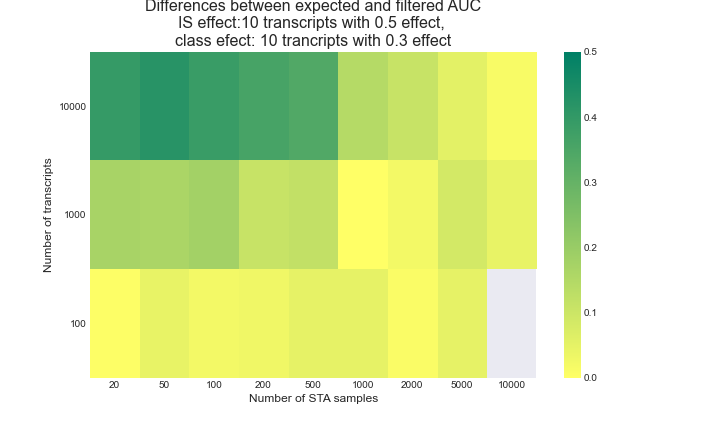 Differences between expected and filtered AUC
IS effect:10 transcripts with 0.5 effect,
class efect: 10 trancripts with 0.3 effect
Number of transcripts
10000
1000
100
20 50 100 200 500 1000 2000 5000 10000
Number of STA samples
0.5
0.4
0.3
0.2
0.1
0.0